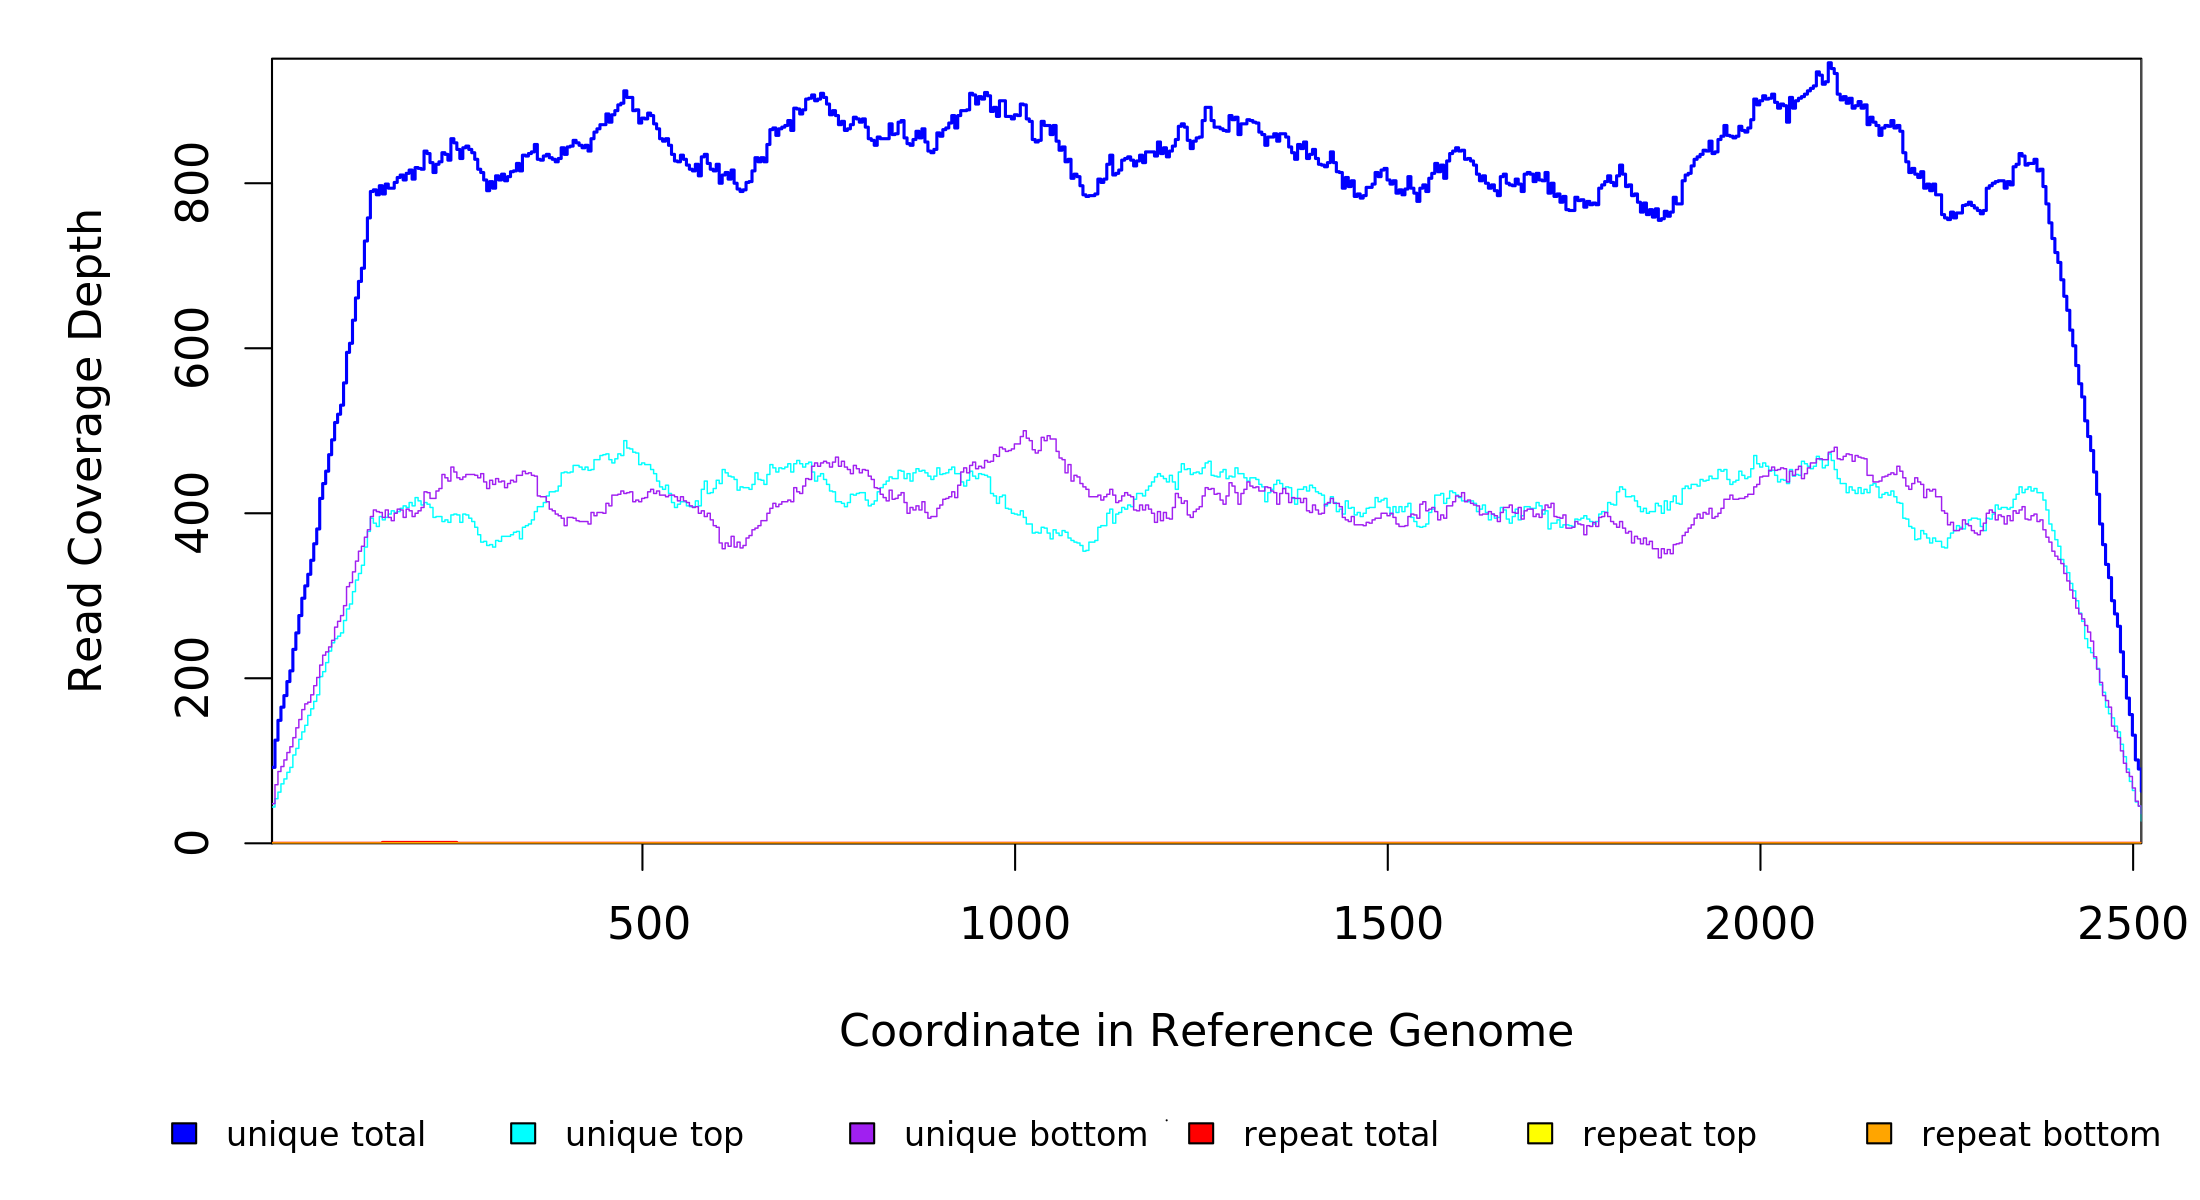 Read Coverage Depth
800
600
400
200
0
500 1000 1500 2000 2500
Coordinate in Reference Genome
unique total unique top unique bottom repeat total repeat top repeat bottom